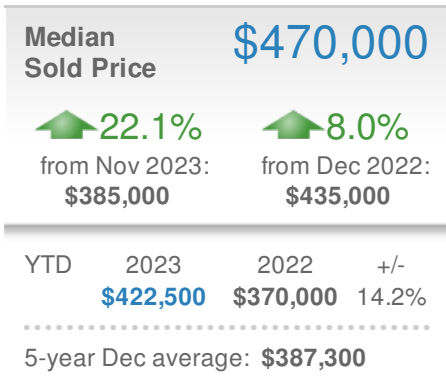 Median $470,000
Sold Price
22.1% 8.0%
from Nov 2023: from Dec 2022:
$385,000 $435,000
YTD 2023 2022 +/-
$422,500 $370,000 14.2%
5-year Dec average: $387,300